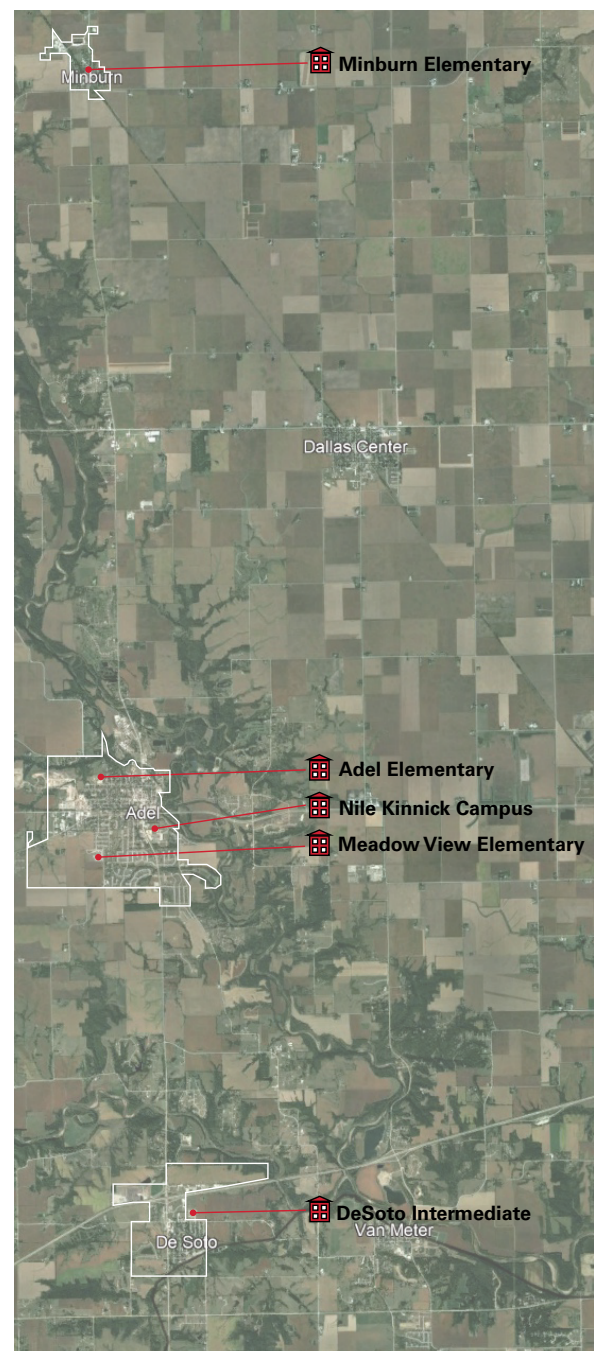 Minburn Elementary
Minburn
Dallas Center
Adel Elementary
Nile Kinnick Campus
Adel
Meadow View Elementary
DeSoto Intermediate
Van Meter
De Soto